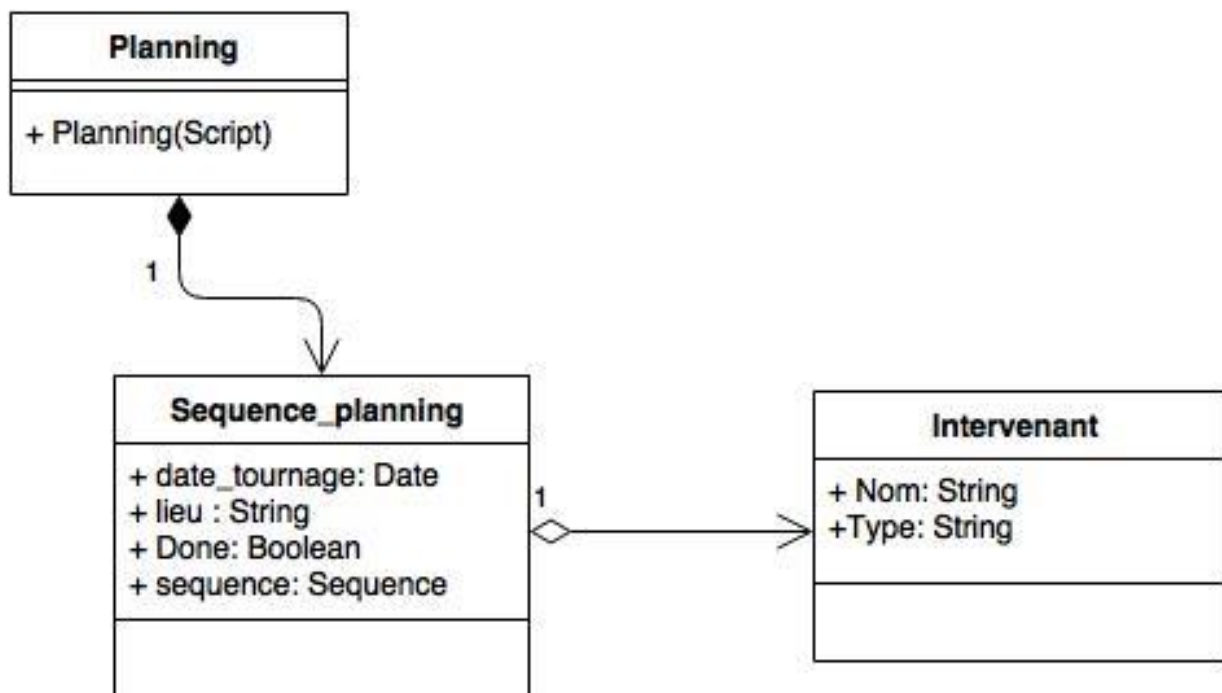 Planning
+ Planning(Script)
1
Sequence_planning
+ date_tournage: Date
+ lieu : String
+ Done: Boolean
+ sequence: Sequence
1
Intervenant
+ Nom: String
+Type: String